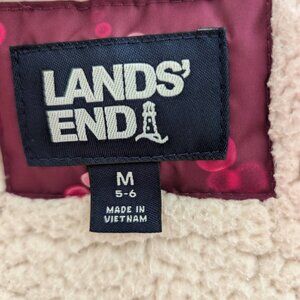 LANDS'
END
M
5-6
MADE IN
VIETNAM